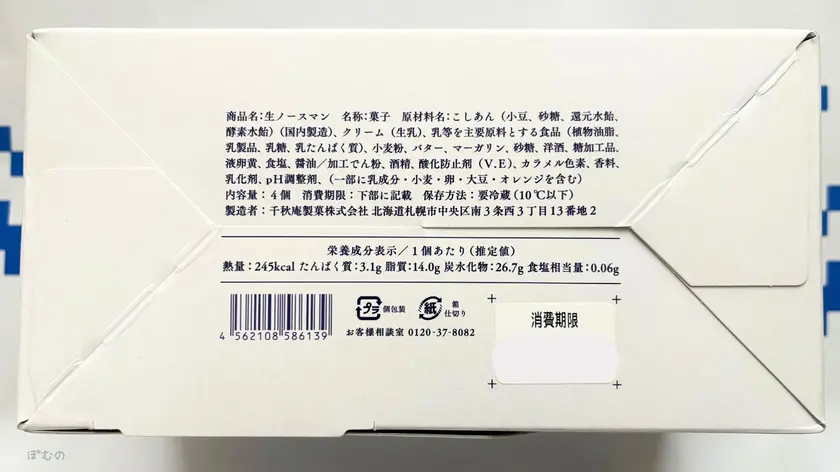 商品名：生ノースマン　名称：菓子　原材料名：こしあん（小豆、砂糖、還元水飴、
酵素水飴）（国内製造）、クリーム（生乳）、乳等を主要原料とする食品（植物油脂、
乳製品、乳糖、乳たんぱく質）、小麦粉、バター、マーガリン、砂糖、洋酒、糖加工品、
液卵黄、食塩、醤油／加工でん粉、酒精、酸化防止剤（V.E）、カラメル色素、香料、
乳化剤、pH調整剤、（一部に乳成分・小麦・卵・大豆・オレンジを含む）
内容量：4個　消費期限：下部に記載　保存方法：要冷蔵（10℃以下）
製造者：千秋庵製菓株式会社 北海道札幌市中央区南3条西3丁目13番地2
栄養成分表示／1個あたり（推定値）
熱量：245kcal たんぱく質：3.1g 脂質：14.0g 炭水化物：26.7g 食塩相当量：0.06g
プラ 個包装 紙 箱 仕切り
お客様相談室 0120-37-8082
4 562108 586139
消費期限
ぽむの